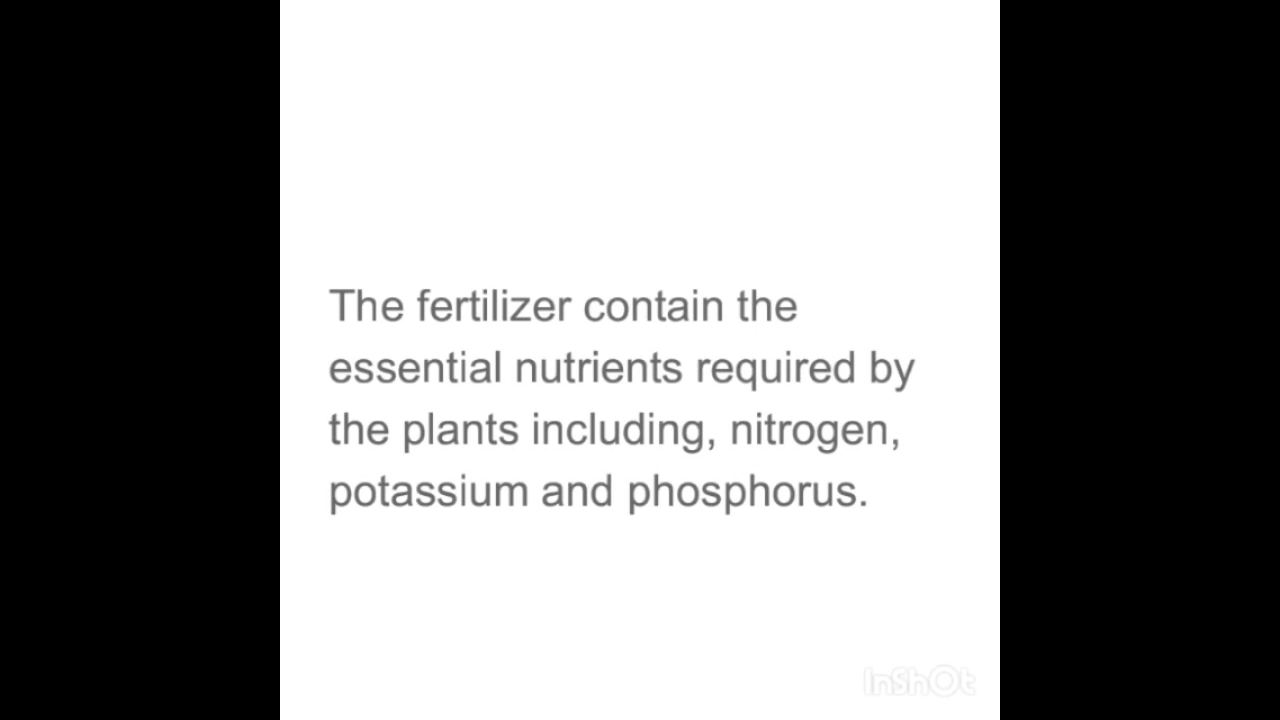 The fertilizer contain the
essential nutrients required by
the plants including, nitrogen,
potassium and phosphorus.
InShOt